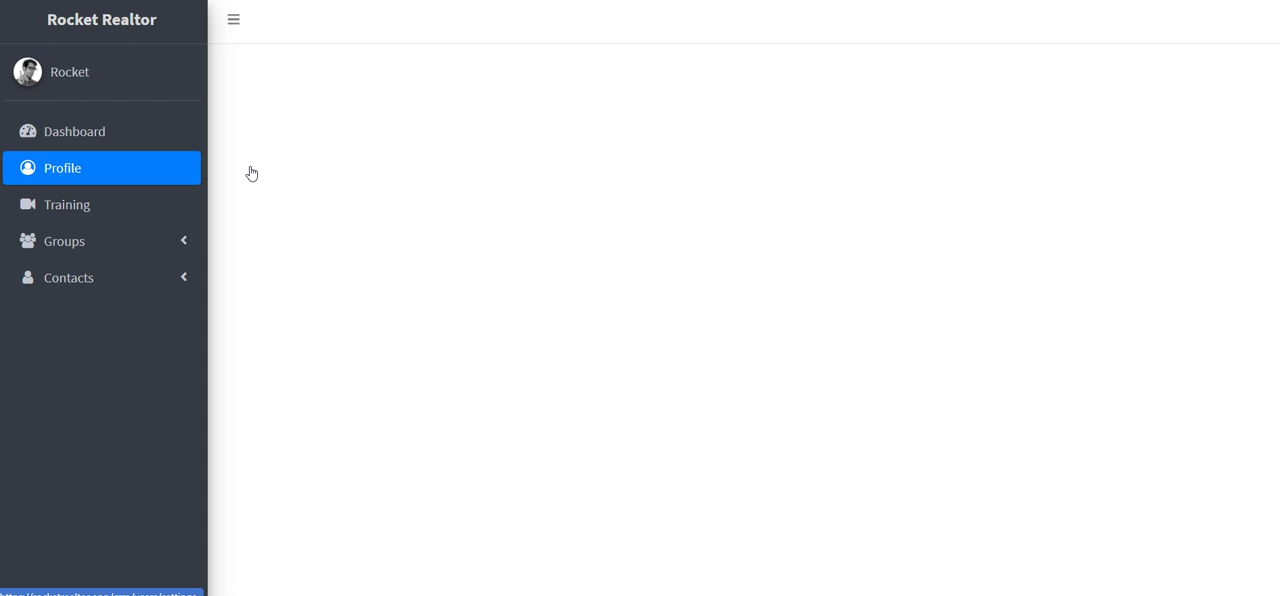 Rocket Realtor
Rocket
Dashboard
Profile
Training
Groups
Contacts